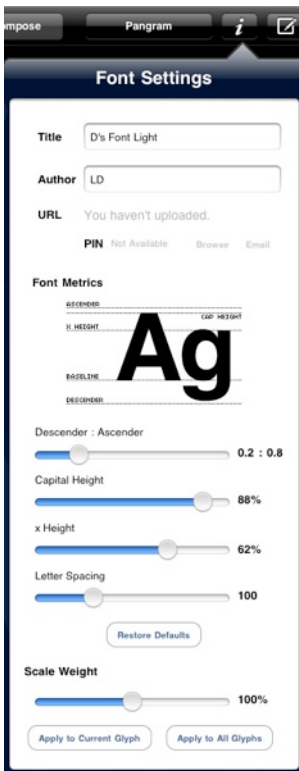 ompose Pangram i
Font Settings
Title D's Font Light
Author LD
URL You haven't uploaded.
PIN Not Available Browse Email
Font Metrics
ASCENDER
CAP HEIGHT
X HEIGHT
Ag
BASELINE
DESCENDER
Descender : Ascender
0.2 : 0.8
Capital Height
88%
x Height
62%
Letter Spacing
100
Restore Defaults
Scale Weight
100%
Apply to Current Glyph Apply to All Glyphs